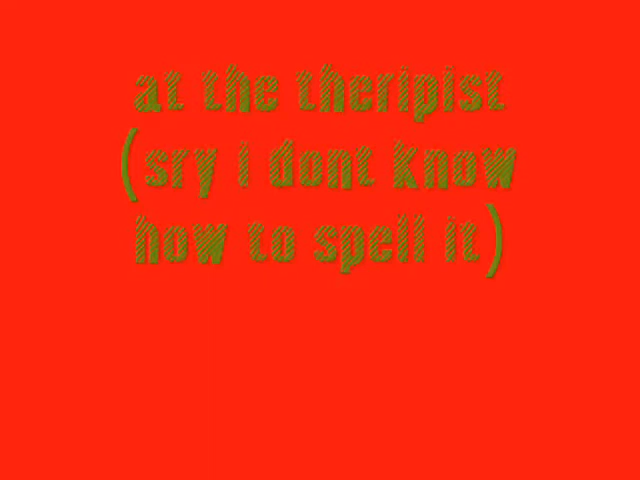 at the theripist
(sry i dont know
how to spell it)